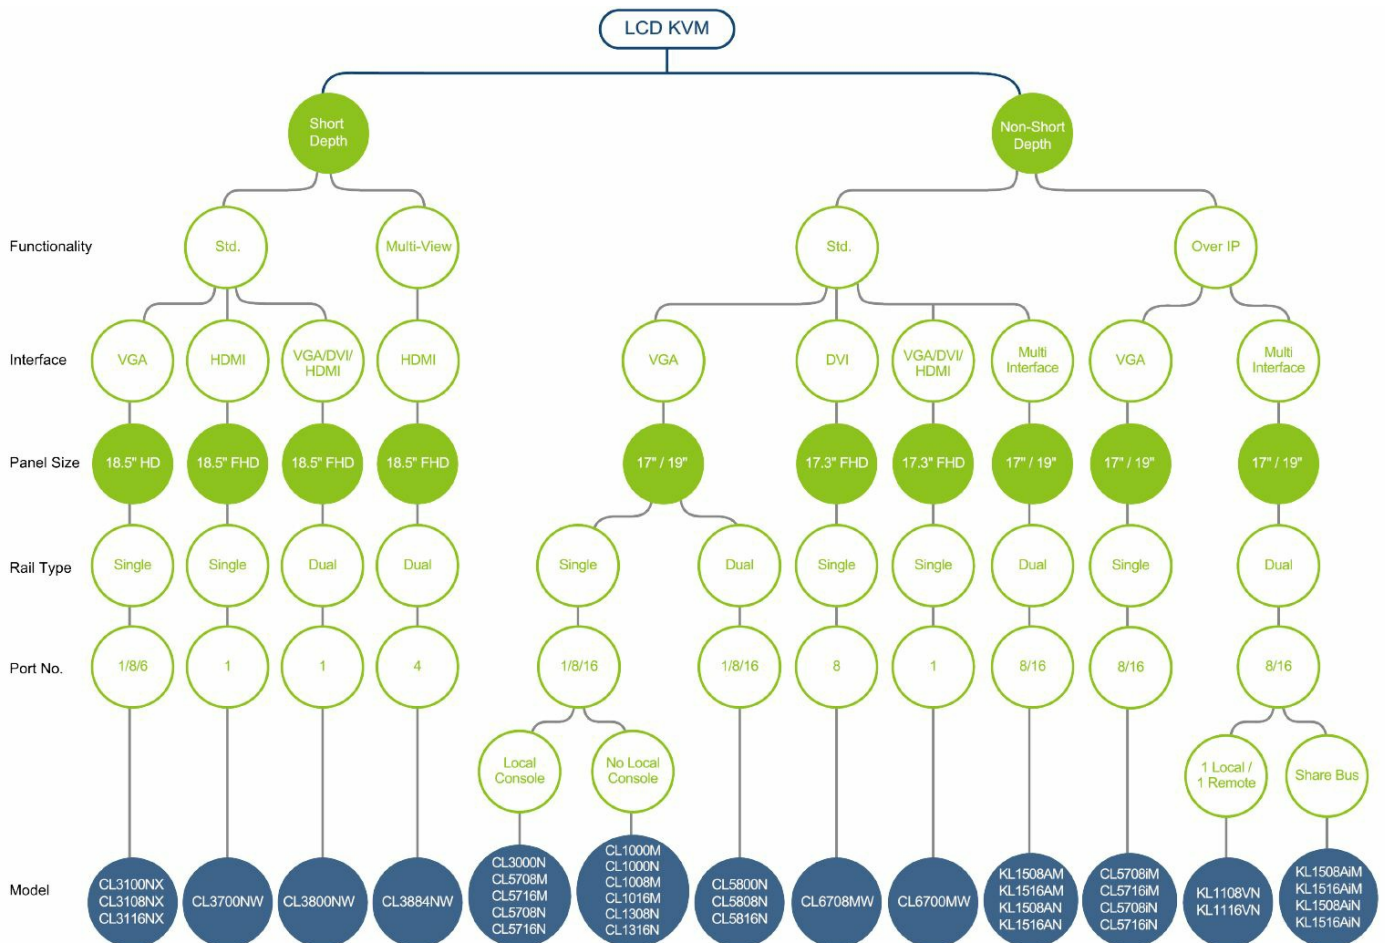 LCD KVM
Short
Depth
Non-Short
Depth
Functionality
Std.
Multi-View
Std.
Over IP
Interface
VGA
HDMI
VGA/DVI/
HDMI
HDMI
VGA
DVI
VGA/DVI/
HDMI
Multi
Interface
VGA
Multi
Interface
Panel Size
18.5" HD
18.5" FHD
18.5" FHD
18.5" FHD
17" / 19"
17.3" FHD
17.3" FHD
17" / 19"
17" / 19"
17" / 19"
Rail Type
Single
Single
Dual
Dual
Single
Dual
Single
Single
Dual
Single
Dual
Port No.
1/8/6
1
1
4
1/8/16
1/8/16
8
1
8/16
8/16
8/16
Local
Console
No Local
Console
1 Local /
1 Remote
Share Bus
Model
CL3100NX
CL3108NX
CL3116NX
CL3700NW
CL3800NW
CL3884NW
CL3000N
CL5708M
CL5716M
CL5708N
CL5716N
CL1000M
CL1000N
CL1008M
CL1016M
CL1308N
CL1316N
CL5800N
CL5808N
CL5816N
CL6708MW
CL6700MW
KL1508AM
KL1516AM
KL1508AN
KL1516AN
CL5708iM
CL5716iM
CL5708iN
CL5716iN
KL1108VN
KL1116VN
KL1508AiM
KL1516AiM
KL1508AiN
KL1516AiN